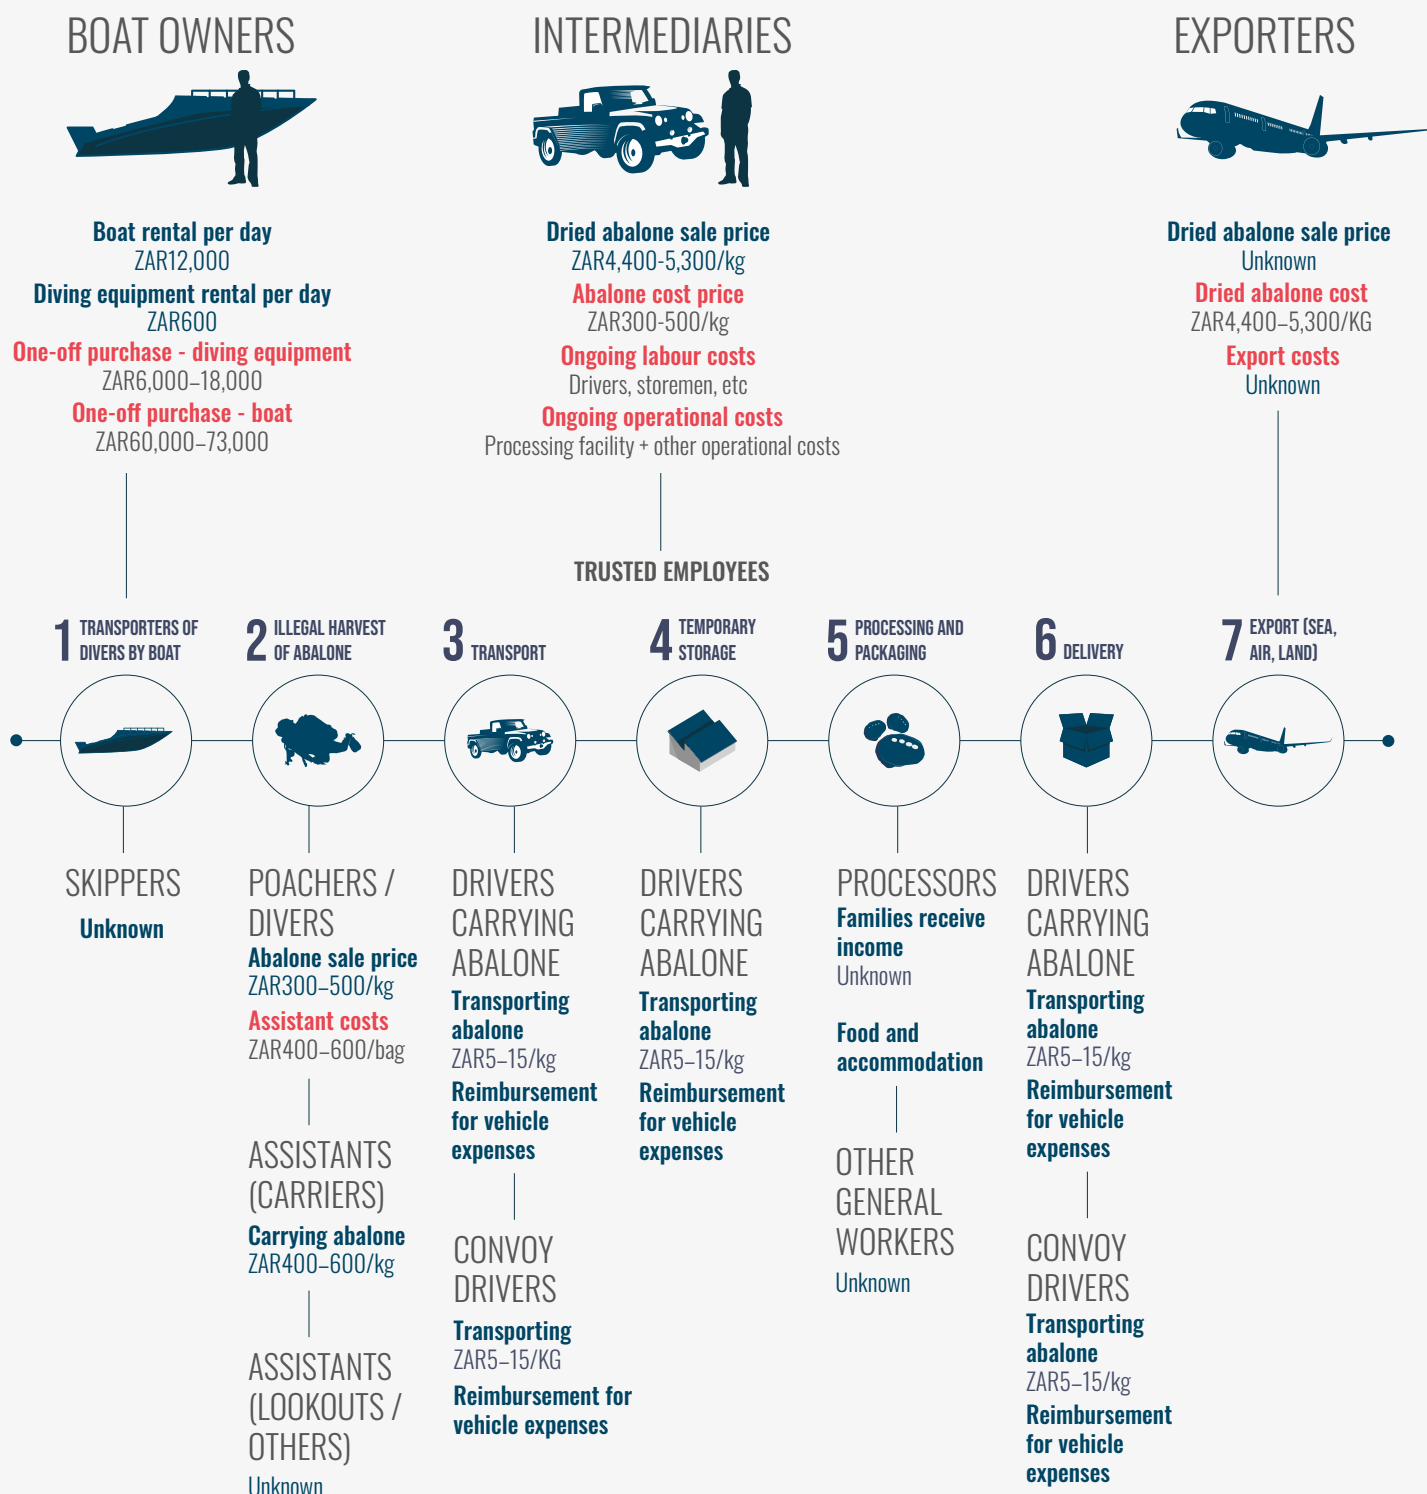 BOAT OWNERS
Boat rental per day
ZAR12,000
Diving equipment rental per day
ZAR600
One-off purchase - diving equipment
ZAR6,000–18,000
One-off purchase - boat
ZAR60,000–73,000
INTERMEDIARIES
Dried abalone sale price
ZAR4,400-5,300/kg
Abalone cost price
ZAR300-500/kg
Ongoing labour costs
Drivers, storemen, etc
Ongoing operational costs
Processing facility + other operational costs
TRUSTED EMPLOYEES
EXPORTERS
Dried abalone sale price
Unknown
Dried abalone cost
ZAR4,400–5,300/KG
Export costs
Unknown
1 TRANSPORTERS OF
DIVERS BY BOAT
2 ILLEGAL HARVEST
OF ABALONE
3 TRANSPORT
4 TEMPORARY
STORAGE
5 PROCESSING AND
PACKAGING
6 DELIVERY
7 EXPORT (SEA,
AIR, LAND)
SKIPPERS
Unknown
POACHERS /
DIVERS
Abalone sale price
ZAR300–500/kg
Assistant costs
ZAR400–600/bag
ASSISTANTS
(CARRIERS)
Carrying abalone
ZAR400–600/kg
ASSISTANTS
(LOOKOUTS /
OTHERS)
Unknown
DRIVERS
CARRYING
ABALONE
Transporting
abalone
ZAR5–15/kg
Reimbursement
for vehicle
expenses
CONVOY
DRIVERS
Transporting
ZAR5–15/KG
Reimbursement for
vehicle expenses
DRIVERS
CARRYING
ABALONE
Transporting
abalone
ZAR5–15/kg
Reimbursement
for vehicle
expenses
PROCESSORS
Families receive
income
Unknown
Food and
accommodation
OTHER
GENERAL
WORKERS
Unknown
DRIVERS
CARRYING
ABALONE
Transporting
abalone
ZAR5–15/kg
Reimbursement
for vehicle
expenses
CONVOY
DRIVERS
Transporting
abalone
ZAR5–15/kg
Reimbursement
for vehicle
expenses